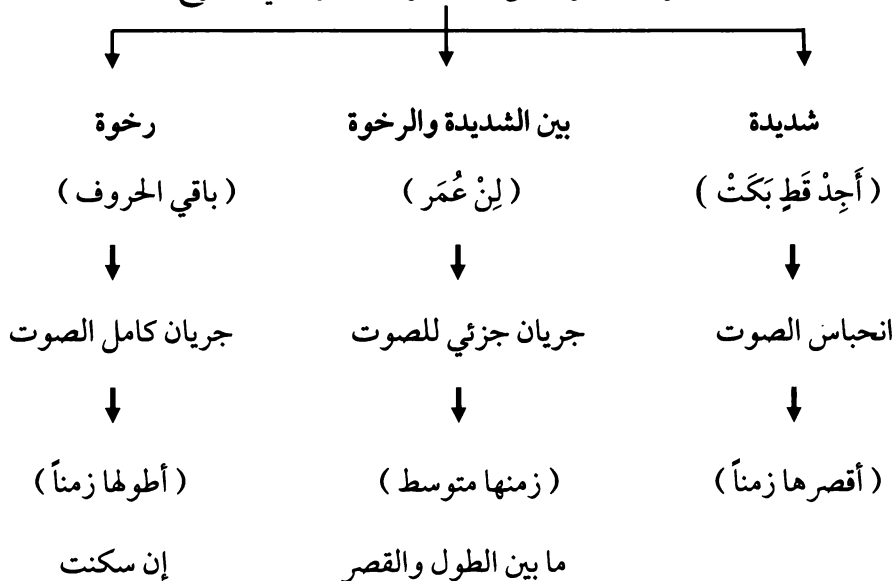 شديدة بين الشديدة والرخوة رخوة
( أَجِدْ قَطٍ بَكَتْ ) ( لِنْ عُمَر ) ( باقي الحروف )
انحباس الصوت جريان جزئي للصوت جريان كامل الصوت
( أقصرها زمناً ) ( زمنها متوسط ) ( أطولها زمناً )
ما بين الطول والقصر إن سكنت